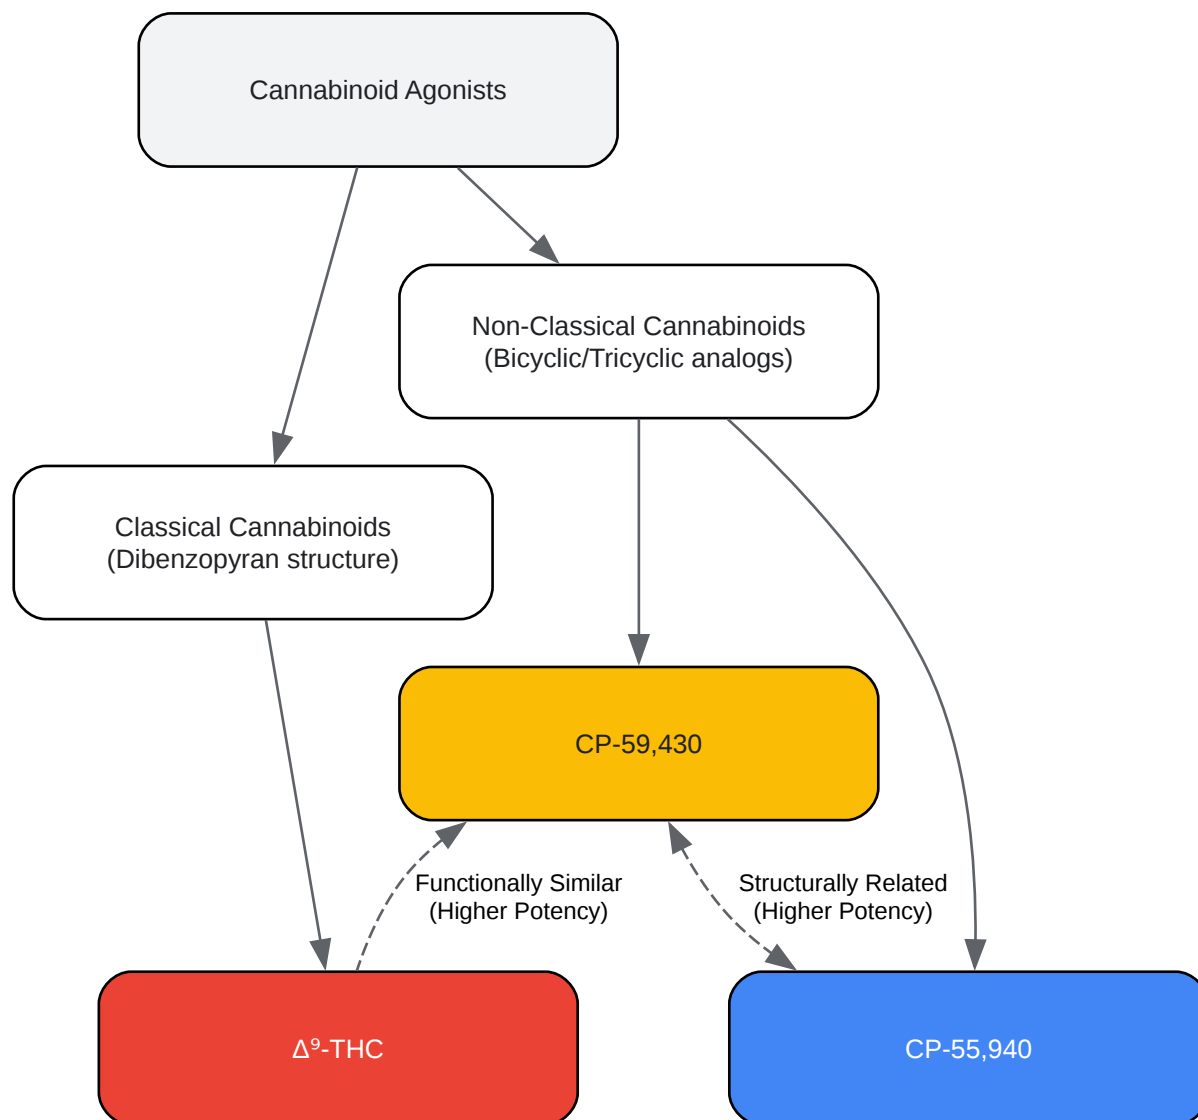 Cannabinoid Agonists
Non-Classical Cannabinoids
(Bicyclic/Tricyclic analogs)
Classical Cannabinoids
(Dibenzopyran structure)
CP-59,430
Functionally Similar
(Higher Potency)
Structurally Related
(Higher Potency)
Δ⁹-THC
CP-55,940